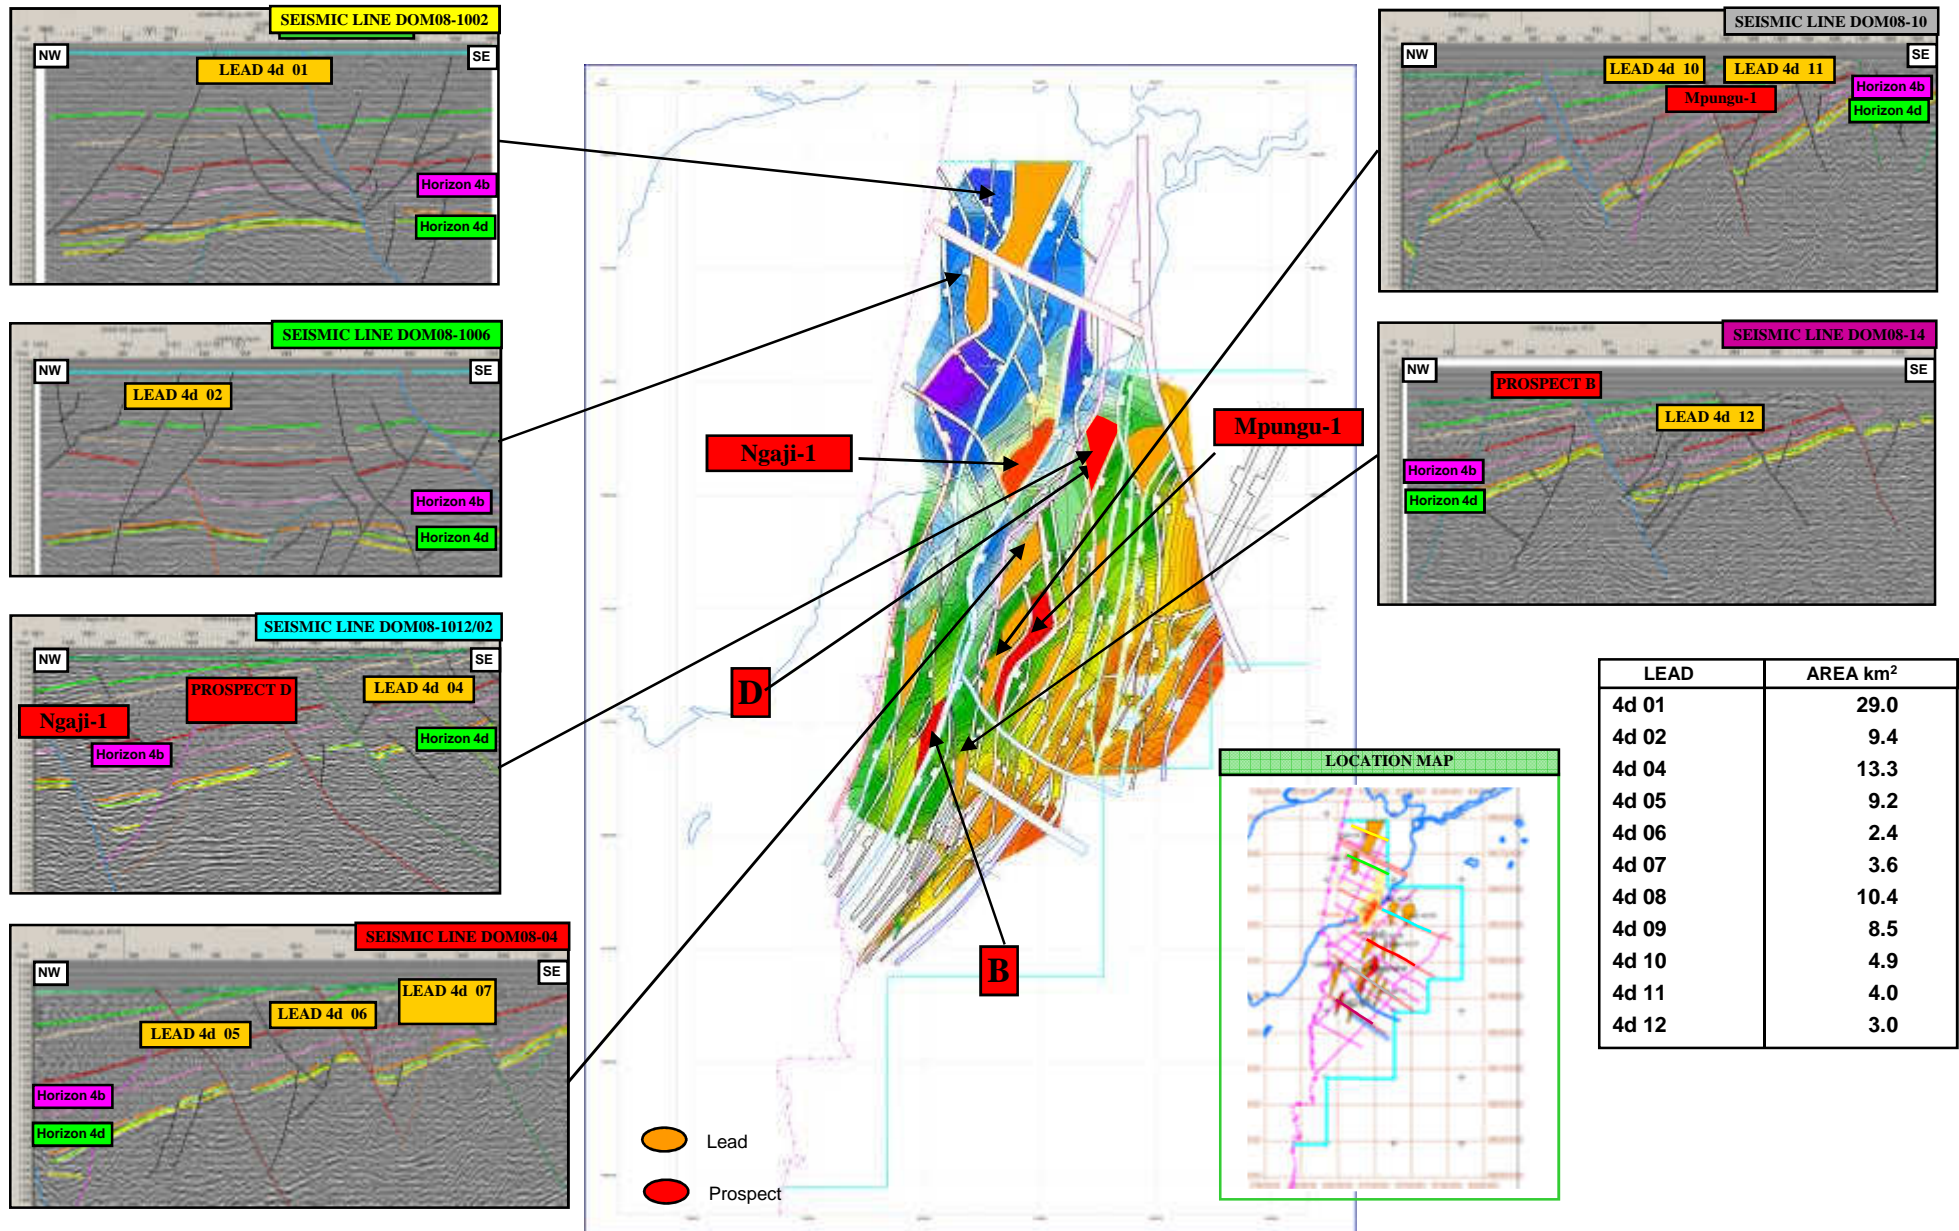 SEISMIC LINE DOM08-1002
NW
SE
LEAD 4d 01
Horizon 4b
Horizon 4d
SEISMIC LINE DOM08-1006
NW
SE
LEAD 4d 02
Horizon 4b
Horizon 4d
SEISMIC LINE DOM08-1012/02
NW
SE
PROSPECT D
LEAD 4d 04
Ngaji-1
Horizon 4b
Horizon 4d
SEISMIC LINE DOM08-04
NW
SE
LEAD 4d 07
LEAD 4d 06
LEAD 4d 05
Horizon 4b
Horizon 4d
Ngaji-1
Mpungu-1
D
B
Lead
Prospect
SEISMIC LINE DOM08-10
NW
SE
LEAD 4d 10
LEAD 4d 11
Mpungu-1
Horizon 4b
Horizon 4d
SEISMIC LINE DOM08-14
NW
SE
PROSPECT B
LEAD 4d 12
Horizon 4b
Horizon 4d
LEAD AREA km²
4d 01 29.0
4d 02 9.4
4d 04 13.3
4d 05 9.2
4d 06 2.4
4d 07 3.6
4d 08 10.4
4d 09 8.5
4d 10 4.9
4d 11 4.0
4d 12 3.0
LOCATION MAP